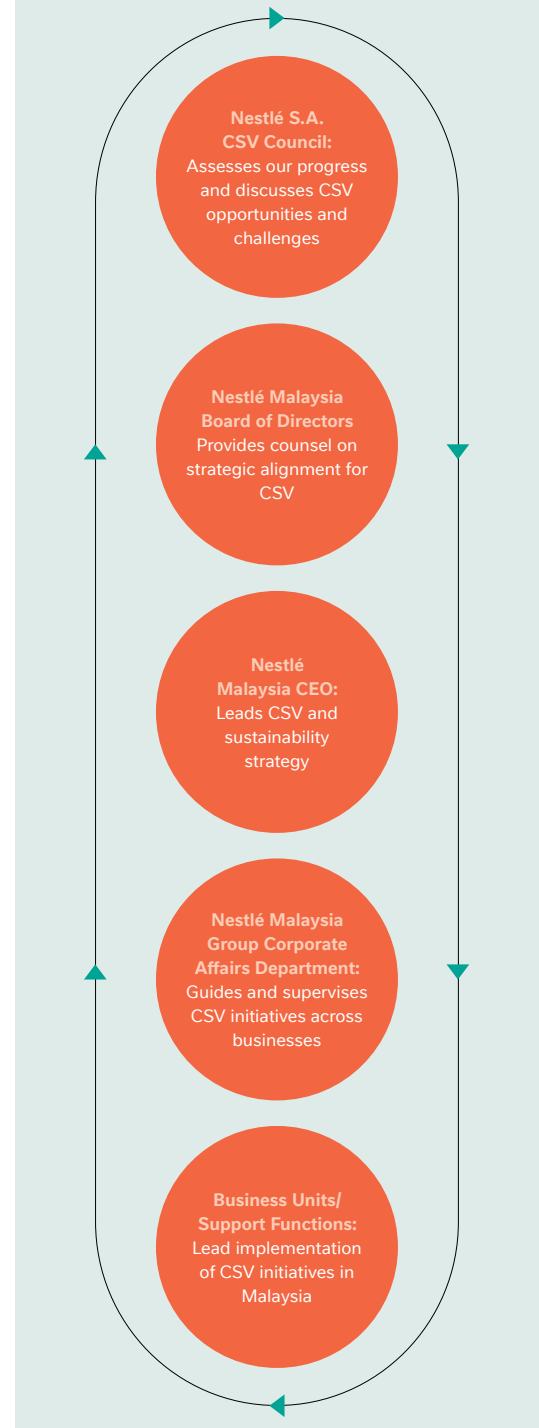 Nestlé S.A.
CSV Council:
Assesses our progress
and discusses CSV
opportunities and
challenges
Nestlé Malaysia
Board of Directors
Provides counsel on
strategic alignment for
CSV
Nestlé
Malaysia CEO:
Leads CSV and
sustainability
strategy
Nestlé Malaysia
Group Corporate
Affairs Department:
Guides and supervises
CSV initiatives across
businesses
Business Units/
Support Functions:
Lead implementation
of CSV initiatives in
Malaysia